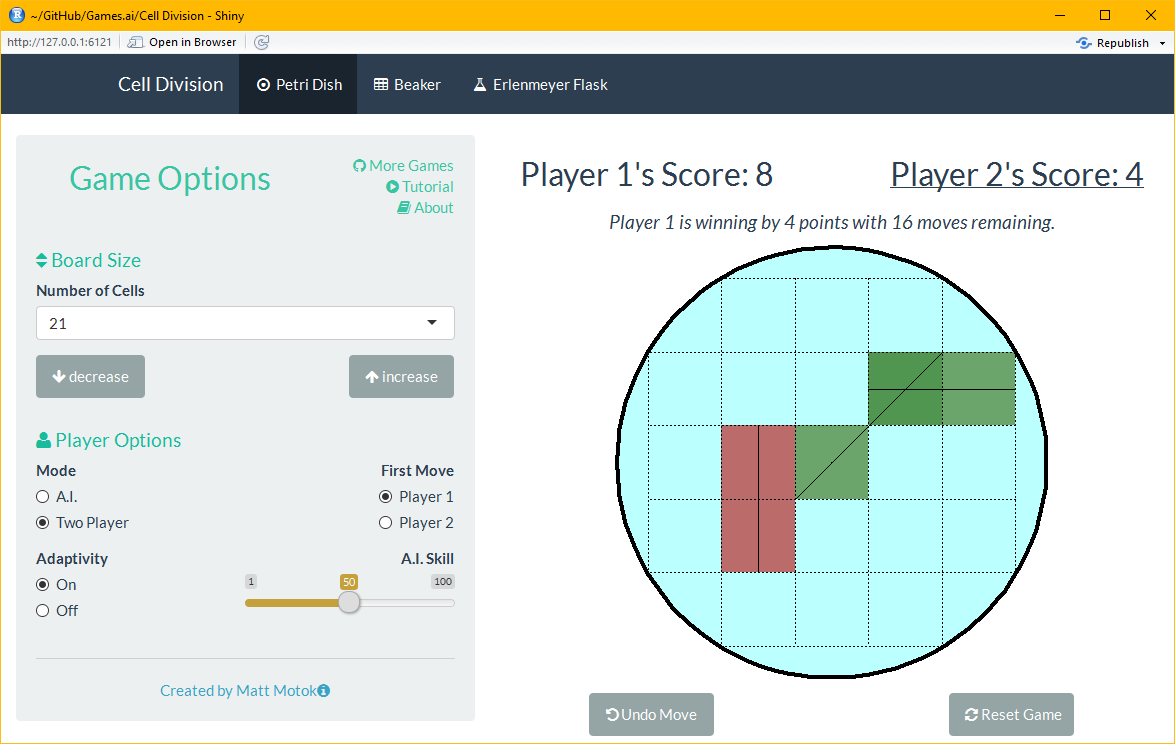 ~/GitHub/Games.ai/Cell Division - Shiny
http://127.0.0.1:6121 Open in Browser Republish
Cell Division Petri Dish Beaker Erlenmeyer Flask
Game Options
More Games
Tutorial
About
Board Size
Number of Cells
21
decrease increase
Player Options
Mode First Move
A.I. Player 1
Two Player Player 2
Adaptivity A.I. Skill
On 1 50 100
Off
Created by Matt Motok
Player 1's Score: 8 Player 2's Score: 4
Player 1 is winning by 4 points with 16 moves remaining.
Undo Move Reset Game